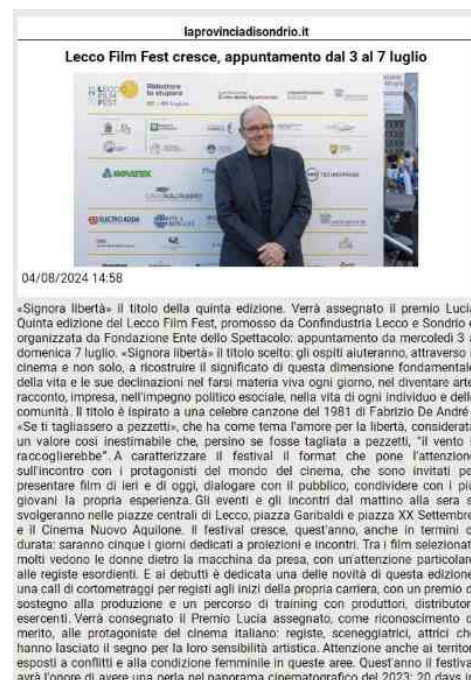 laprovinciadisondrio.it
Lecco Film Fest cresce, appuntamento dal 3 al 7 luglio
LECCO
FILM
FEST
Ridestare
lo stupore
NOVATEX
ELECTRO ADDA
TECHNOPROBE
04/08/2024 14:58
«Signora libertà» il titolo della quinta edizione. Verrà assegnato il premio Lucia
Quinta edizione del Lecco Film Fest, promosso da Confindustria Lecco e Sondrio e
organizzata da Fondazione Ente dello Spettacolo: appuntamento da mercoledì 3 a
domenica 7 luglio. «Signora libertà» il titolo scelto: gli ospiti aiuteranno, attraverso i
cinema e non solo, a ricostruire il significato di questa dimensione fondamentale
della vita e le sue declinazioni nel farsi materia viva ogni giorno, nel diventare arte
racconto, impresa, nell'impegno politico esociale, nella vita di ogni individuo e delle
comunità. Il titolo è ispirato a una celebre canzone del 1981 di Fabrizio De André
«Se ti tagliassero a pezzetti», che ha come tema l'amore per la libertà, considerata
un valore così inestimabile che, persino se fosse tagliata a pezzetti, "il vento l
raccoglierebbe". A caratterizzare il festival il format che pone l'attenzione
sull'incontro con i protagonisti del mondo del cinema, che sono invitati pe
presentare film di ieri e di oggi, dialogare con il pubblico, condividere con i più
giovani la propria esperienza. Gli eventi e gli incontri dal mattino alla sera s
svolgeranno nelle piazze centrali di Lecco, piazza Garibaldi e piazza XX Settembre
e il Cinema Nuovo Aquilone. Il festival cresce, quest'anno, anche in termini d
durata: saranno cinque i giorni dedicati a proiezioni e incontri. Tra i film selezionat
molti vedono le donne dietro la macchina da presa, con un'attenzione particolare
alle registe esordienti. E ai debutti è dedicata una delle novità di questa edizione
una call di cortometraggi per registi agli inizi della propria carriera, con un premio d
sostegno alla produzione e un percorso di training con produttori, distributor
esercenti. Verrà consegnato il Premio Lucia assegnato, come riconoscimento d
merito, alle protagoniste del cinema italiano: registe, sceneggiatrici, attrici che
hanno lasciato il segno per la loro sensibilità artistica. Attenzione anche ai territor
esposti a conflitti e alla condizione femminile in queste aree. Quest'anno il festiva
avrà l'onore di avere una perla nel panorama cinematografico del 2023: 20 days i